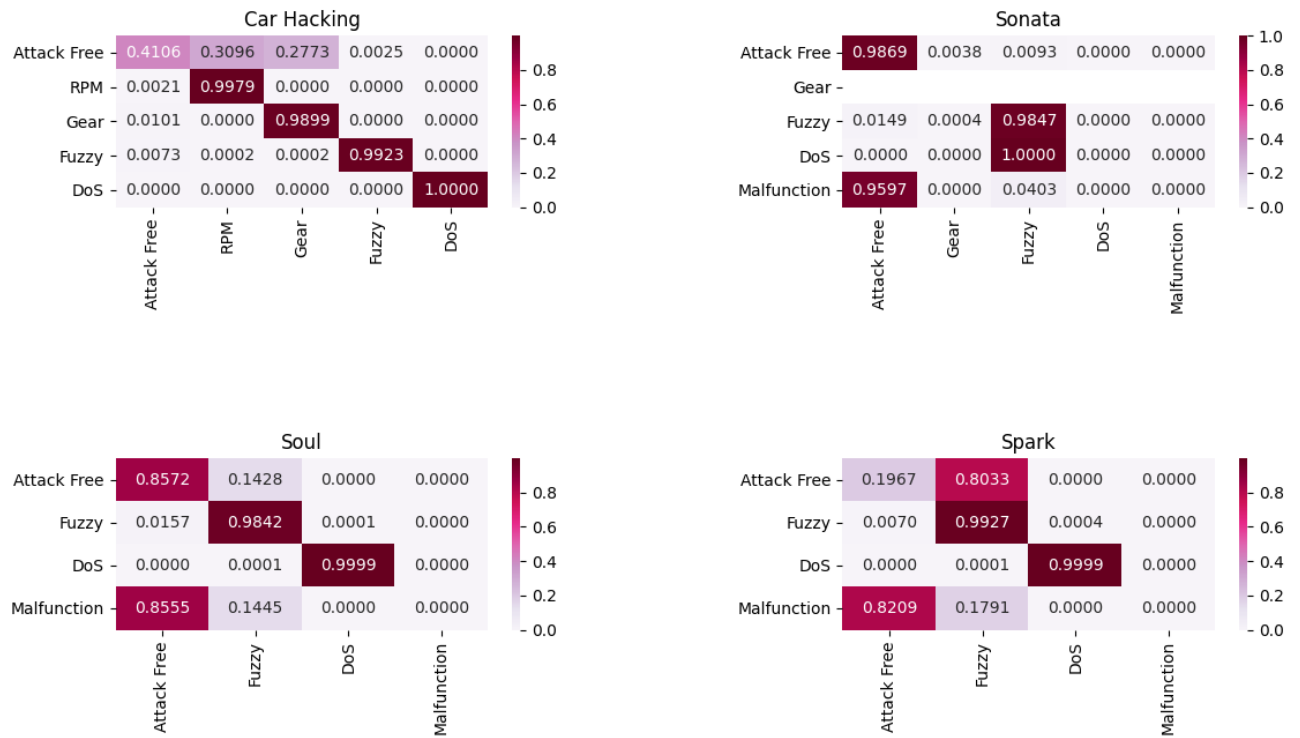 Car Hacking
Attack Free 0.4106 0.3096 0.2773 0.0025 0.0000
RPM 0.0021 0.9979 0.0000 0.0000 0.0000
Gear 0.0101 0.0000 0.9899 0.0000 0.0000
Fuzzy 0.0073 0.0002 0.0002 0.9923 0.0000
DoS 0.0000 0.0000 0.0000 0.0000 1.0000
Attack Free RPM Gear Fuzzy DoS
0.8
0.6
0.4
0.2
0.0
Sonata
Attack Free 0.9869 0.0038 0.0093 0.0000 0.0000
Gear
Fuzzy 0.0149 0.0004 0.9847 0.0000 0.0000
DoS 0.0000 0.0000 1.0000 0.0000 0.0000
Malfunction 0.9597 0.0000 0.0403 0.0000 0.0000
Attack Free Gear Fuzzy DoS Malfunction
1.0
0.8
0.6
0.4
0.2
0.0
Soul
Attack Free 0.8572 0.1428 0.0000 0.0000
Fuzzy 0.0157 0.9842 0.0001 0.0000
DoS 0.0000 0.0001 0.9999 0.0000
Malfunction 0.8555 0.1445 0.0000 0.0000
Attack Free Fuzzy DoS Malfunction
0.8
0.6
0.4
0.2
0.0
Spark
Attack Free 0.1967 0.8033 0.0000 0.0000
Fuzzy 0.0070 0.9927 0.0004 0.0000
DoS 0.0000 0.0001 0.9999 0.0000
Malfunction 0.8209 0.1791 0.0000 0.0000
Attack Free Fuzzy DoS Malfunction
0.8
0.6
0.4
0.2
0.0